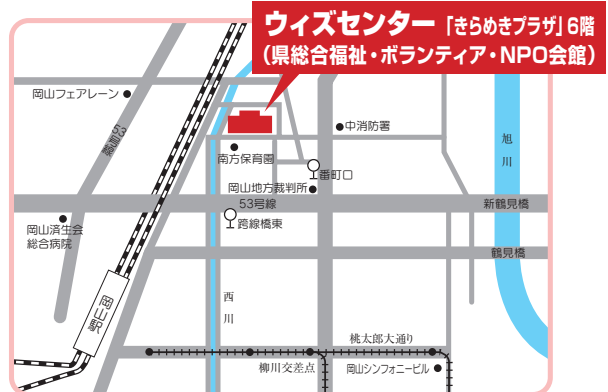 ウィズセンター 「きらめきプラザ」6階
（県総合福祉・ボランティア・NPO会館）
岡山フェアレーン
53号線
中消防署
旭川
南方保育園
番町口
岡山地方裁判所
53号線
新鶴見橋
跨線橋東
岡山済生会
総合病院
鶴見橋
岡山駅
西川
桃太郎大通り
柳川交差点
岡山シンフォニービル